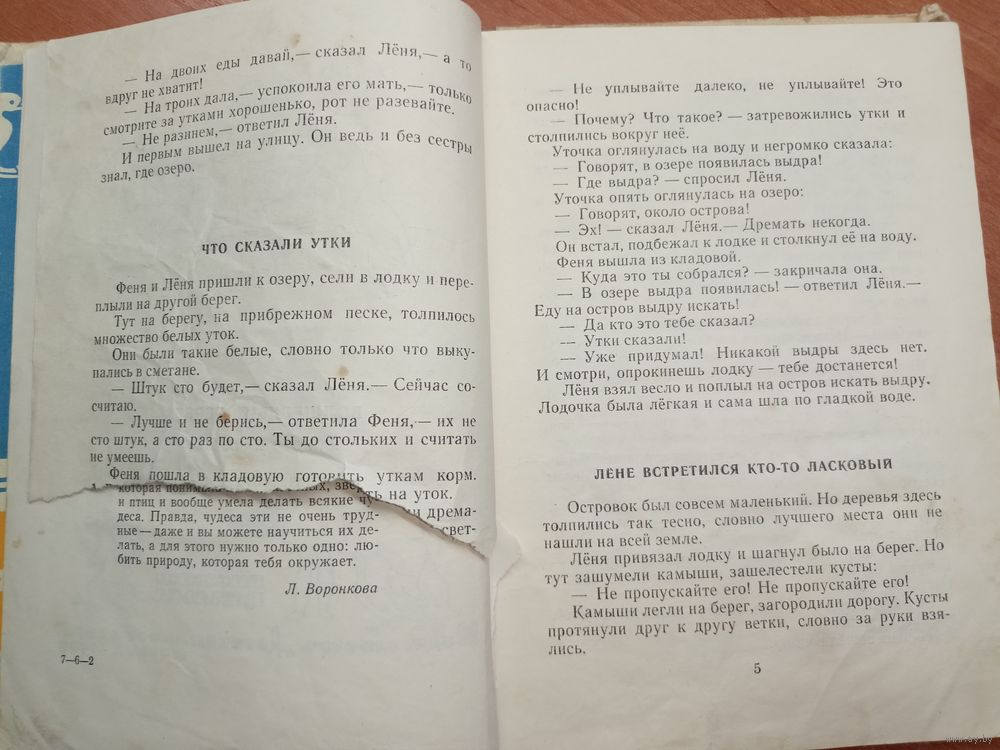 — На двоих еды давай,— сказал Лёня,— а то
вдруг не хватит!
— На троих дала,— успокоила его мать,— только
смотрите за утками хорошенько, рот не разевайте.
— Не разинем,— ответил Лёня.
И первым вышел на улицу. Он ведь и без сестры
знал, где озеро.
ЧТО СКАЗАЛИ УТКИ
Феня и Лёня пришли к озеру, сели в лодку и пере-
плыли на другой берег.
Тут на берегу, на прибрежном песке, толпилось
множество белых уток.
Они были такие белые, словно только что выку-
пались в сметане.
— Штук сто будет,— сказал Лёня.— Сейчас со-
считаю.
— Лучше и не берись,— ответила Феня,— их не
сто штук, а сто раз по сто. Ты до стольких и считать
не умеешь.
Феня пошла в кладовую готовить уткам корм.
на уток.
дрема-
свет-
которая
и птиц и вообще умела делать всякие чу-
деса. Правда, чудеса эти не очень труд-
ные — даже и вы можете научиться их де-
лать, а для этого нужно только одно: лю-
бить природу, которая тебя окружает.
Л. Воронкова
7—6—2
— Не уплывайте далеко, не уплывайте! Это
опасно!
— Почему? Что такое? — затревожились утки и
столпились вокруг неё.
Уточка оглянулась на воду и негромко сказала:
— Говорят, в озере появилась выдра!
— Где выдра? — спросил Лёня.
Уточка опять оглянулась на озеро:
— Говорят, около острова!
— Эх! — сказал Лёня.— Дремать некогда.
Он встал, подбежал к лодке и столкнул её на воду.
Феня вышла из кладовой.
— Куда это ты собрался? — закричала она.
— В озере выдра появилась! — ответил Лёня.—
Еду на остров выдру искать!
— Да кто это тебе сказал?
— Утки сказали!
— Уже придумал! Никакой выдры здесь нет.
И смотри, опрокинешь лодку — тебе достанется!
Лёня взял весло и поплыл на остров искать выдру.
Лодочка была лёгкая и сама шла по гладкой воде.
ЛЁНЕ ВСТРЕТИЛСЯ КТО-ТО ЛАСКОВЫЙ
Островок был совсем маленький. Но деревья здесь
толпились так тесно, словно лучшего места они не
нашли на всей земле.
Лёня привязал лодку и шагнул было на берег. Но
тут зашумели камыши, зашелестели кусты:
— Не пропускайте его! Не пропускайте его!
Камыши легли на берег, загородили дорогу. Кусты
протянули друг к другу ветки, словно за руки взя-
лись.
5